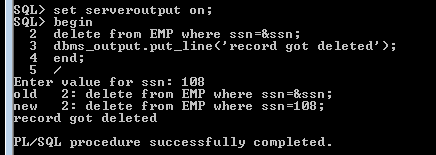 SQL> set serveroutput on;
SQL> begin
  2  delete from EMP where ssn=&ssn;
  3  dbms_output.put_line('record got deleted');
  4  end;
  5  /
Enter value for ssn: 108
old   2: delete from EMP where ssn=&ssn;
new   2: delete from EMP where ssn=108;
record got deleted
PL/SQL procedure successfully completed.